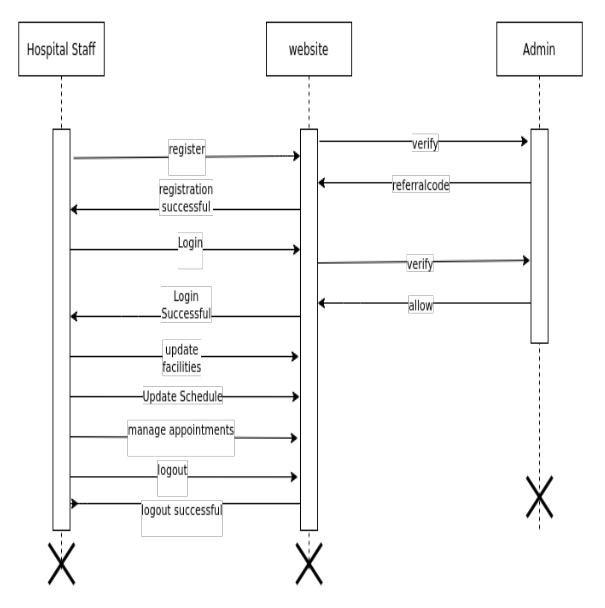 Hospital Staff
website
Admin
verify
register
referralcode
registration
successful
Login
verify
Login
Successful
allow
update
facilities
Update Schedule
manage appointments
logout
logout successful